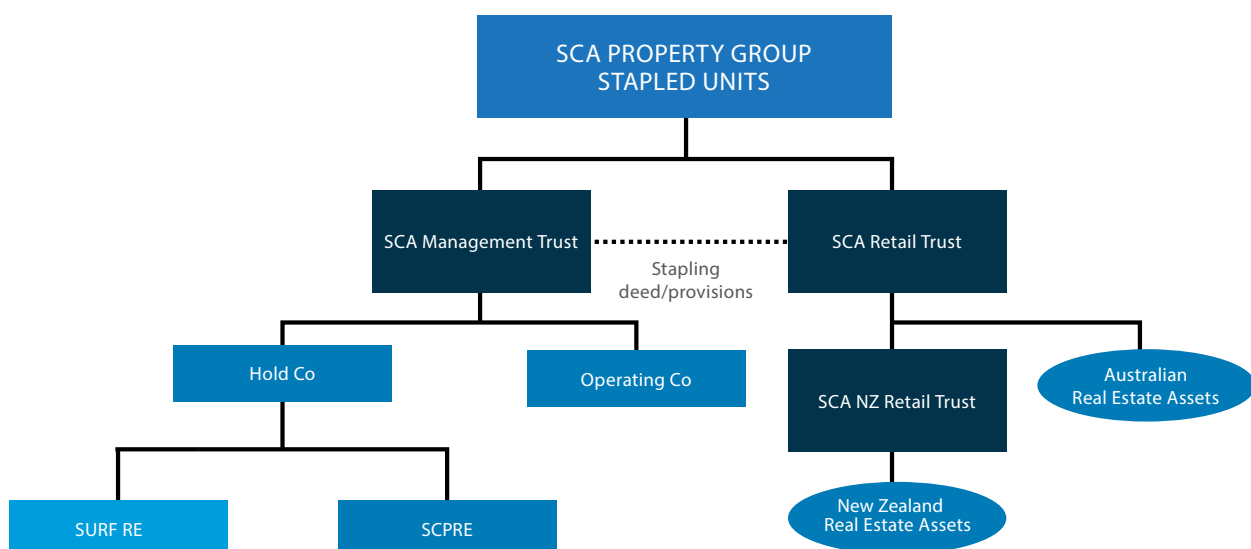 SCA PROPERTY GROUP
STAPLED UNITS
SCA Management Trust
SCA Retail Trust
Stapling
deed/provisions
Hold Co
Operating Co
SCA NZ Retail Trust
Australian
Real Estate Assets
SURF RE
SCPRE
New Zealand
Real Estate Assets